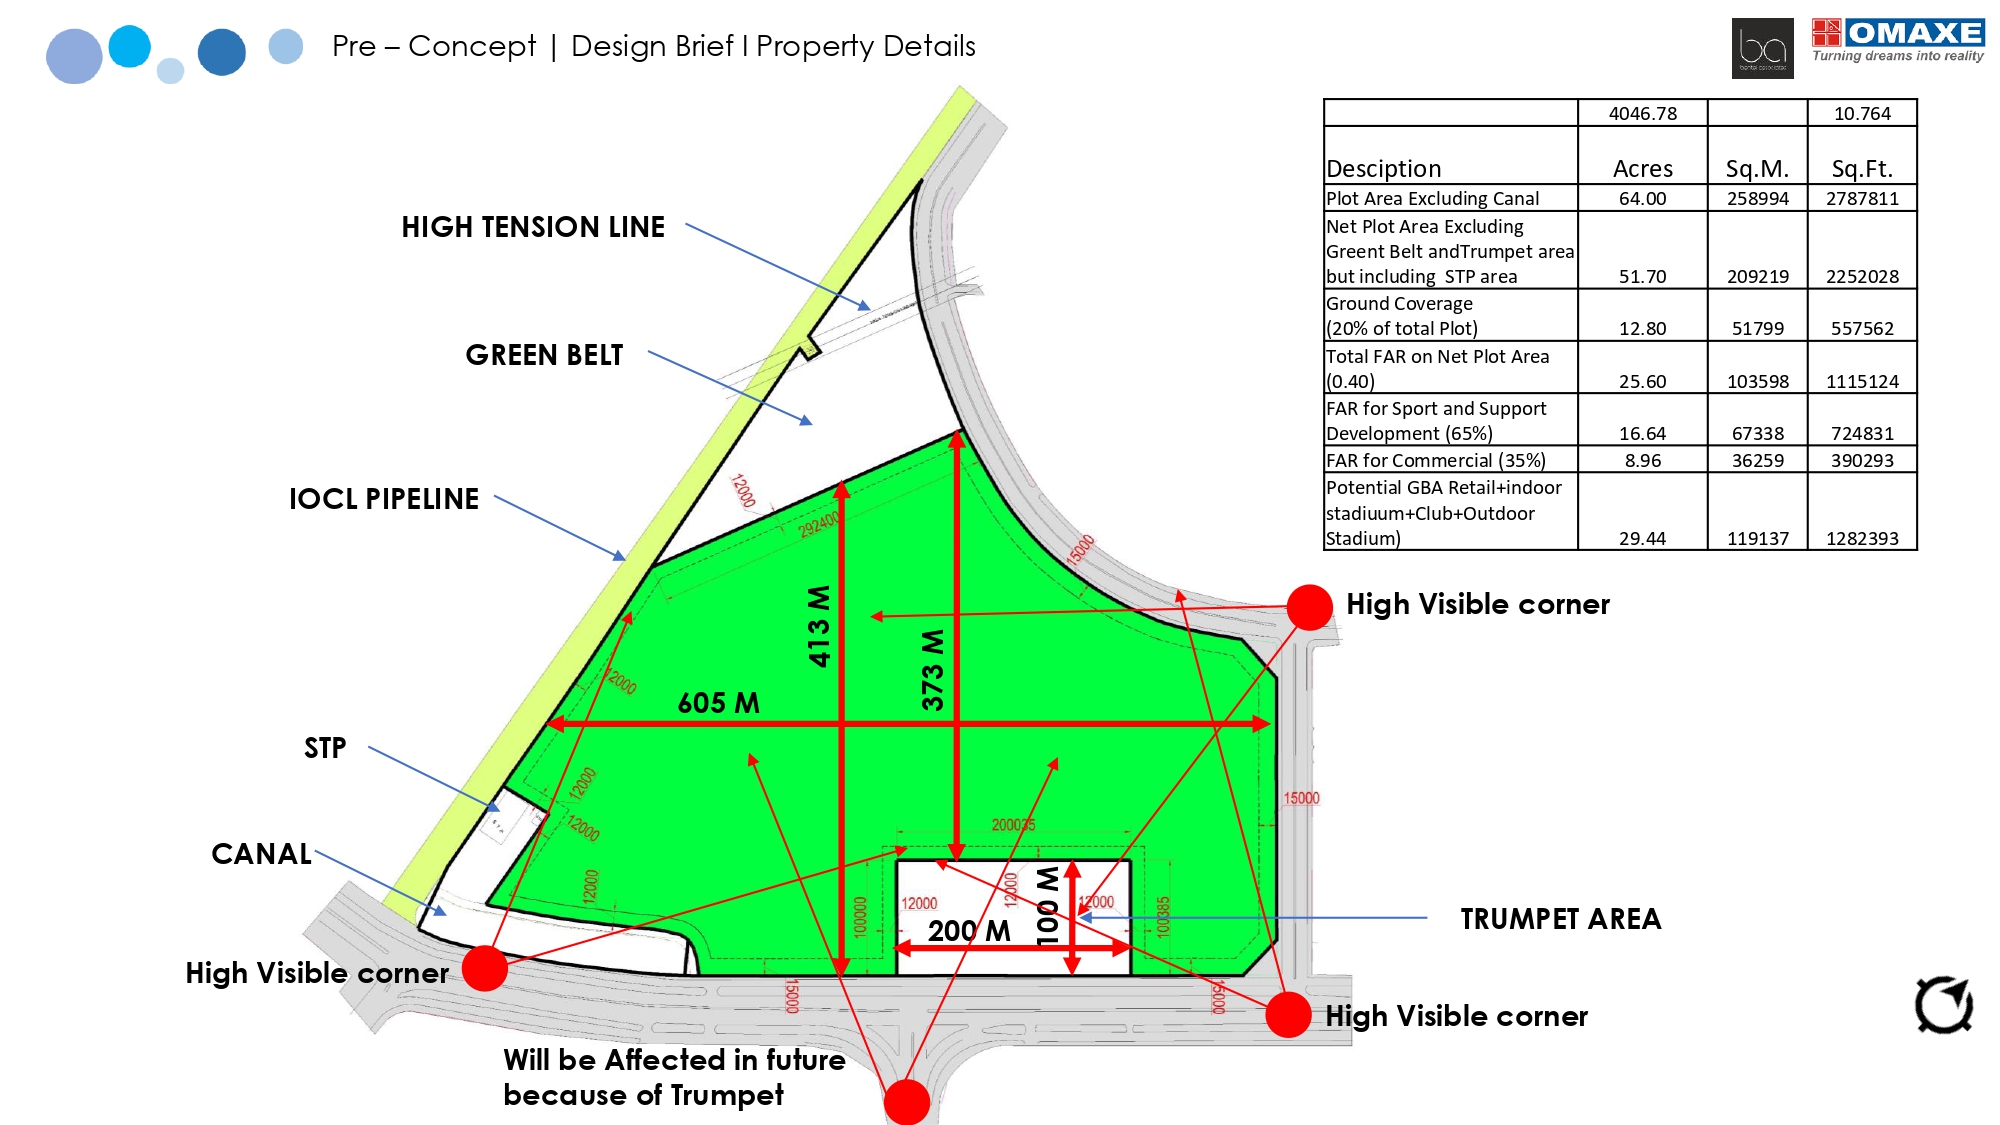 Pre – Concept | Design Brief I Property Details
ba
OMAXE
Turning dreams into reality
4046.78 10.764
Desciption Acres Sq.M. Sq.Ft.
Plot Area Excluding Canal 64.00 258994 2787811
Net Plot Area Excluding
Greent Belt andTrumpet area
but including STP area 51.70 209219 2252028
Ground Coverage
(20% of total Plot) 12.80 51799 557562
Total FAR on Net Plot Area
(0.40) 25.60 103598 1115124
FAR for Sport and Support
Development (65%) 16.64 67338 724831
FAR for Commercial (35%) 8.96 36259 390293
Potential GBA Retail+indoor
stadiuum+Club+Outdoor
Stadium) 29.44 119137 1282393
HIGH TENSION LINE
GREEN BELT
IOCL PIPELINE
STP
CANAL
High Visible corner
12000
292400
15000
413 M
373 M
605 M
12000
12000
12000
12000
200035
12000
12000
12000
100000
100385
200 M
100 M
15000
15000
15000
High Visible corner
TRUMPET AREA
High Visible corner
Will be Affected in future
because of Trumpet